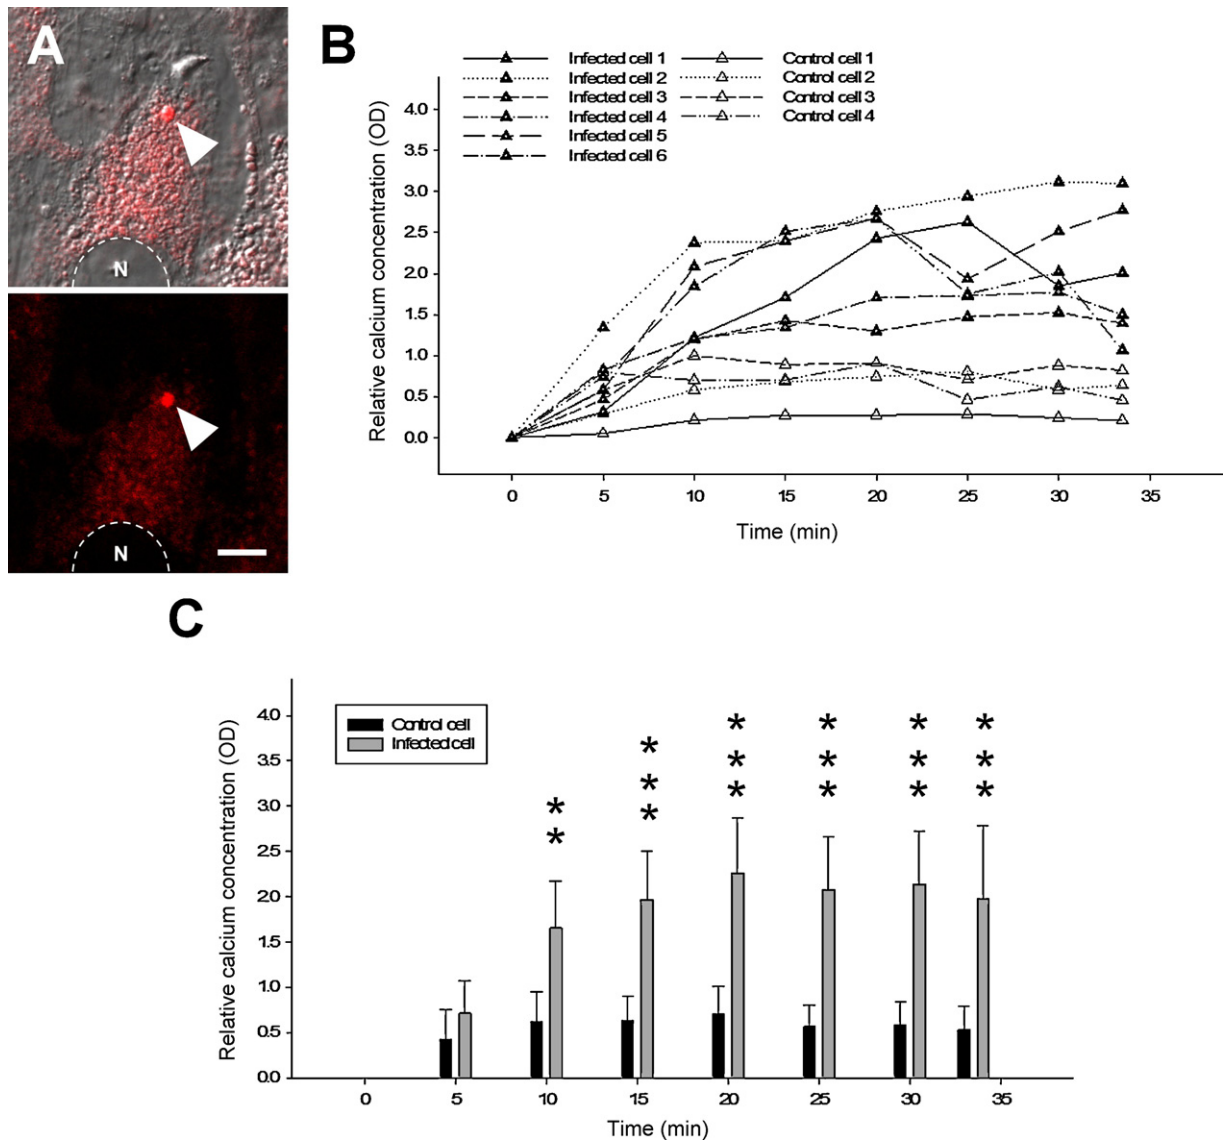 A
N
N
B
Infected cell 1
Infected cell 2
Infected cell 3
Infected cell 4
Infected cell 5
Infected cell 6
Control cell 1
Control cell 2
Control cell 3
Control cell 4
Relative calcium concentration (OD)
4.0
3.5
3.0
2.5
2.0
1.5
1.0
0.5
0.0
0 5 10 15 20 25 30 35
Time (min)
C
Control cell
Infected cell
Relative calcium concentration (OD)
4.0
3.5
3.0
2.5
2.0
1.5
1.0
0.5
0.0
* * * * *
* * * * * *
* * * * * *
0 5 10 15 20 25 30 35
Time (min)